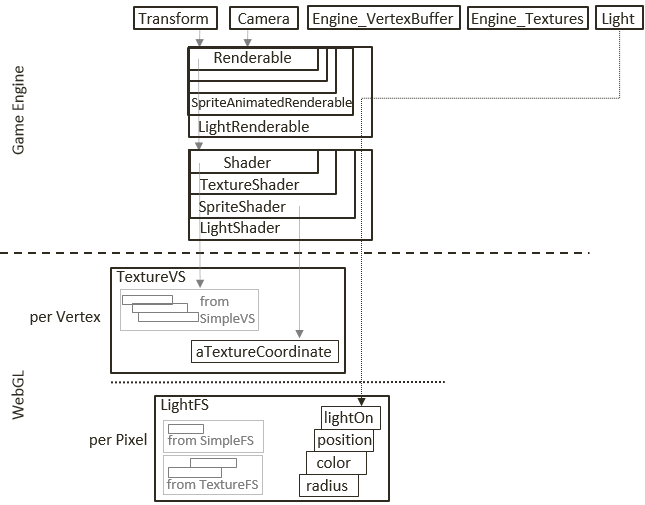 Transform
Camera
Engine_VertexBuffer
Engine_Textures
Light
Game Engine
Renderable
SpriteAnimatedRenderable
LightRenderable
Shader
TextureShader
SpriteShader
LightShader
WebGL
per Vertex
TextureVS
from
SimpleVS
aTextureCoordinate
per Pixel
LightFS
from SimpleFS
from TextureFS
lightOn
position
color
radius